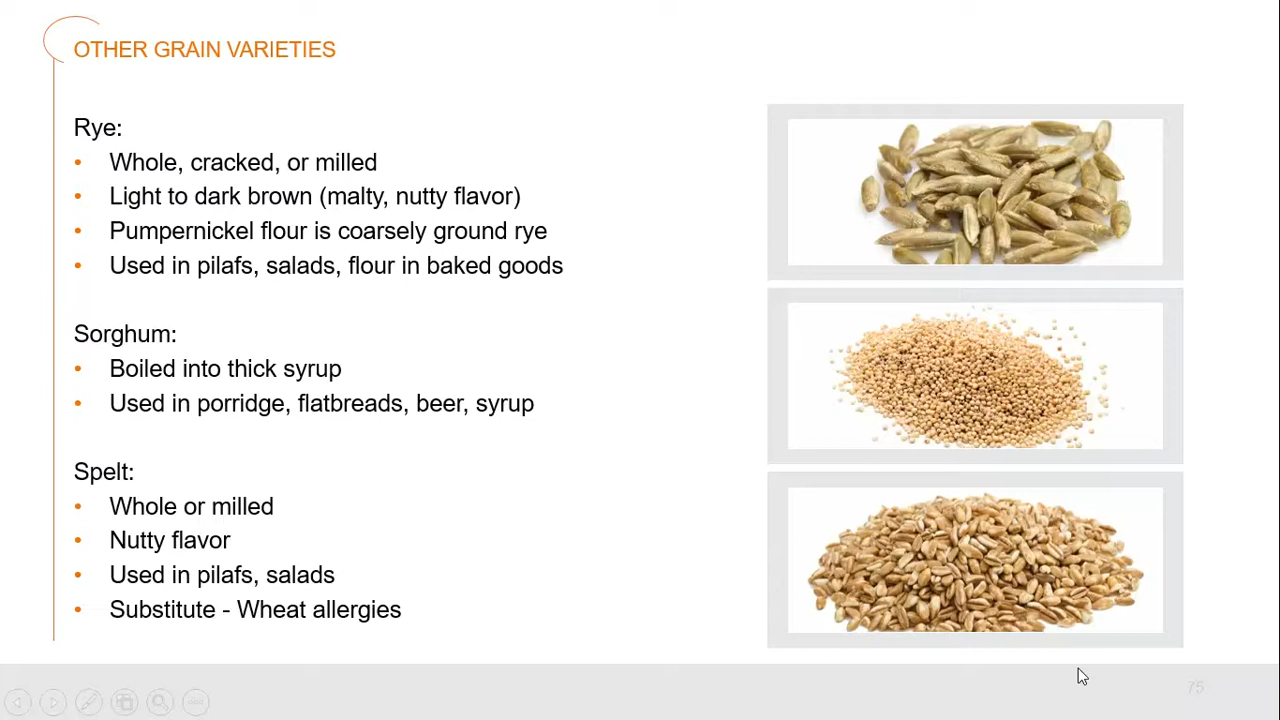 OTHER GRAIN VARIETIES
Rye:
• Whole, cracked, or milled
• Light to dark brown (malty, nutty flavor)
• Pumpernickel flour is coarsely ground rye
• Used in pilafs, salads, flour in baked goods
Sorghum:
• Boiled into thick syrup
• Used in porridge, flatbreads, beer, syrup
Spelt:
• Whole or milled
• Nutty flavor
• Used in pilafs, salads
• Substitute - Wheat allergies
75